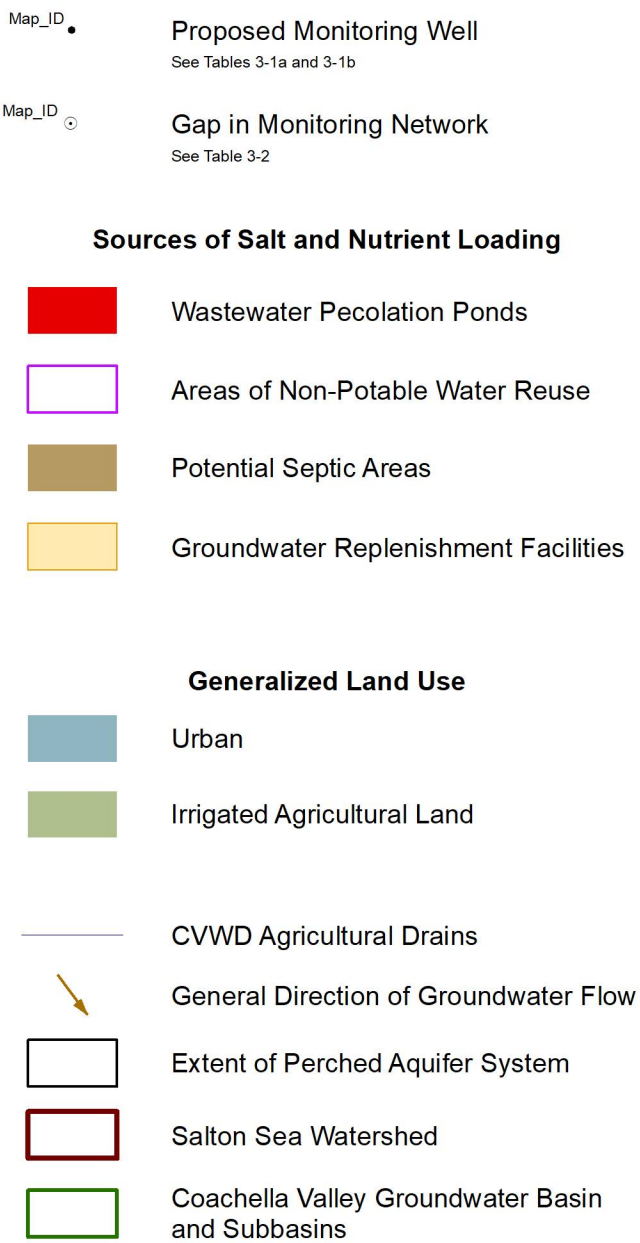 Map_ID
Proposed Monitoring Well
See Tables 3-1a and 3-1b
Map_ID
Gap in Monitoring Network
See Table 3-2
Sources of Salt and Nutrient Loading
Wastewater Pecolation Ponds
Areas of Non-Potable Water Reuse
Potential Septic Areas
Groundwater Replenishment Facilities
Generalized Land Use
Urban
Irrigated Agricultural Land
CVWD Agricultural Drains
General Direction of Groundwater Flow
Extent of Perched Aquifer System
Salton Sea Watershed
Coachella Valley Groundwater Basin
and Subbasins